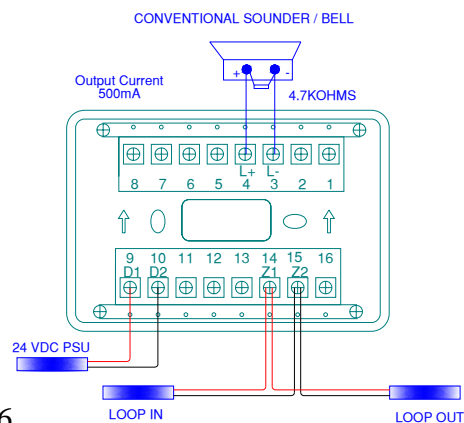 CONVENTIONAL SOUNDER / BELL
Output Current
500mA
+ -
4.7KOHMS
L+ L-
8 7 6 5 4 3 2 1
9 10 11 12 13 14 15 16
D1 D2 Z1 Z2
24 VDC PSU
LOOP IN
LOOP OUT
6